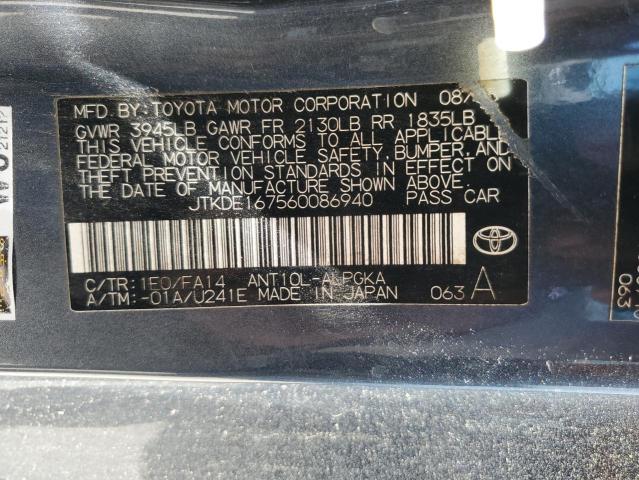 MFD. BY: TOYOTA MOTOR CORPORATION 08/
GVWR 3945LB GAWR FR 2130LB RR 1835LB
THIS VEHICLE CONFORMS TO ALL APPLICABLE
FEDERAL MOTOR VEHICLE SAFETY, BUMPER, AND
THEFT PREVENTION STANDARDS IN EFFECT ON
THE DATE OF MANUFACTURE SHOWN ABOVE.
JTKDE167560086940 PASS CAR
C/TR: 1E0/FA14 ANT10L-ALPGKA
A/TM: -01A/U241E MADE IN JAPAN 063 A